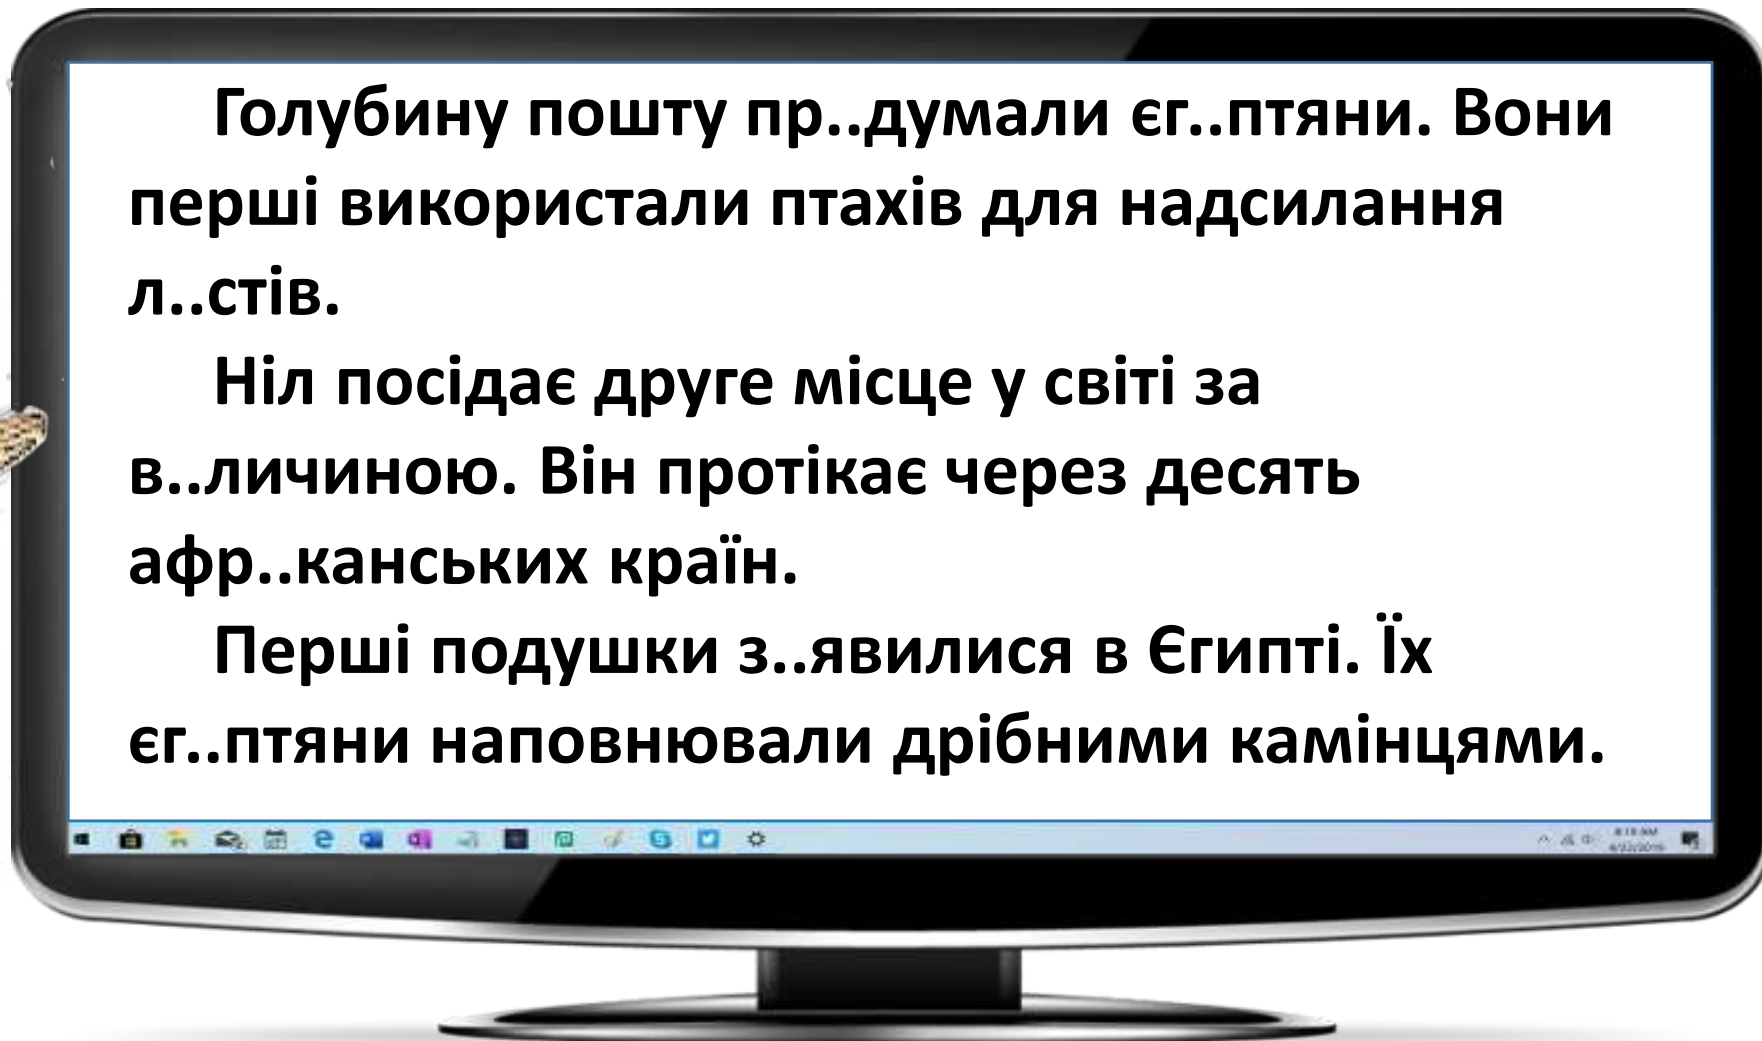 Голубину пошту пр..думали єг..птяни. Вони
перші використали птахів для надсилання
л..стів.
Ніл посідає друге місце у світі за
в..личиною. Він протікає через десять
афр..канських країн.
Перші подушки з..явилися в Єгипті. Їх
єг..птяни наповнювали дрібними камінцями.